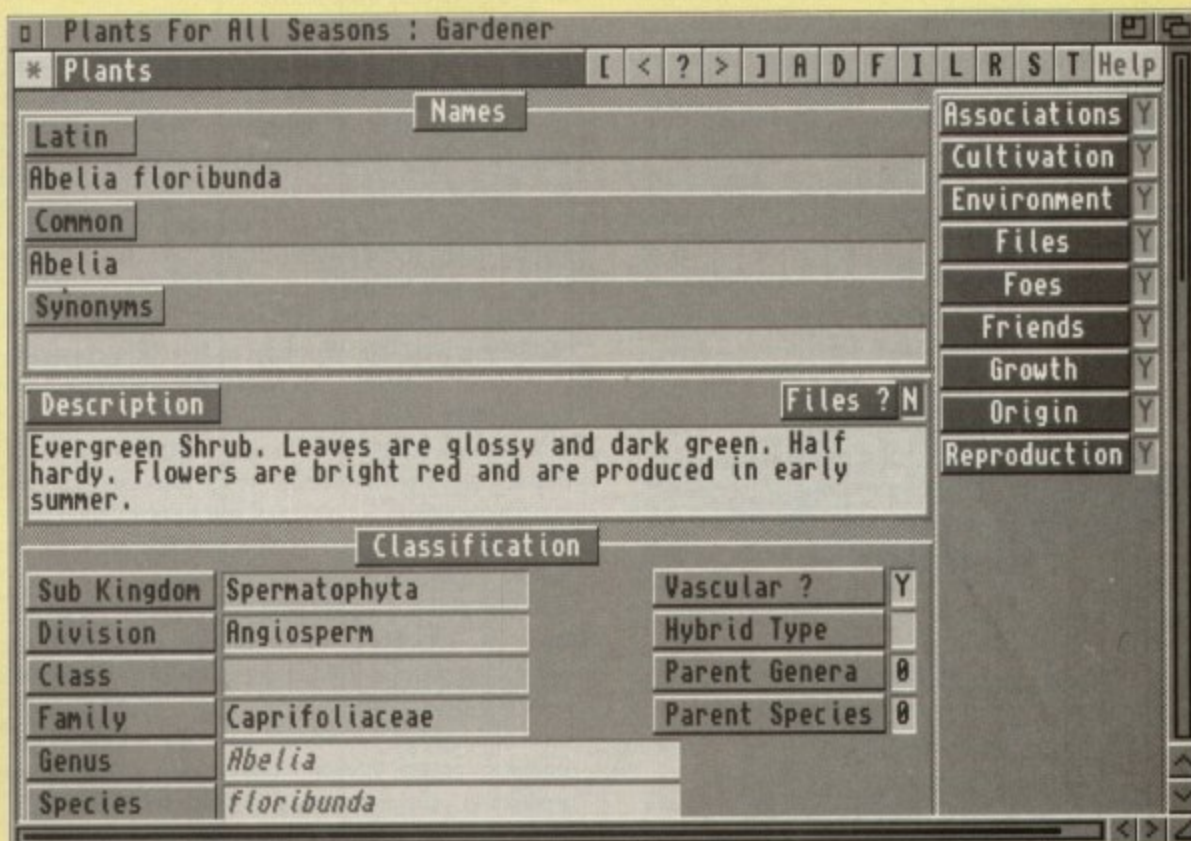 Plants For All Seasons : Gardener
* Plants [ < ? > ] A D F I L R S T Help
Names
Latin
Abelia floribunda
Common
Abelia
Synonyms
Description Files ? N
Evergreen Shrub. Leaves are glossy and dark green. Half
hardy. Flowers are bright red and are produced in early
summer.
Classification
Sub Kingdom Spermatophyta
Division Angiosperm
Class
Family Caprifoliaceae
Genus Abelia
Species floribunda
Vascular ? Y
Hybrid Type
Parent Genera 0
Parent Species 0
Associations Y
Cultivation Y
Environment Y
Files Y
Foes Y
Friends Y
Growth Y
Origin Y
Reproduction Y